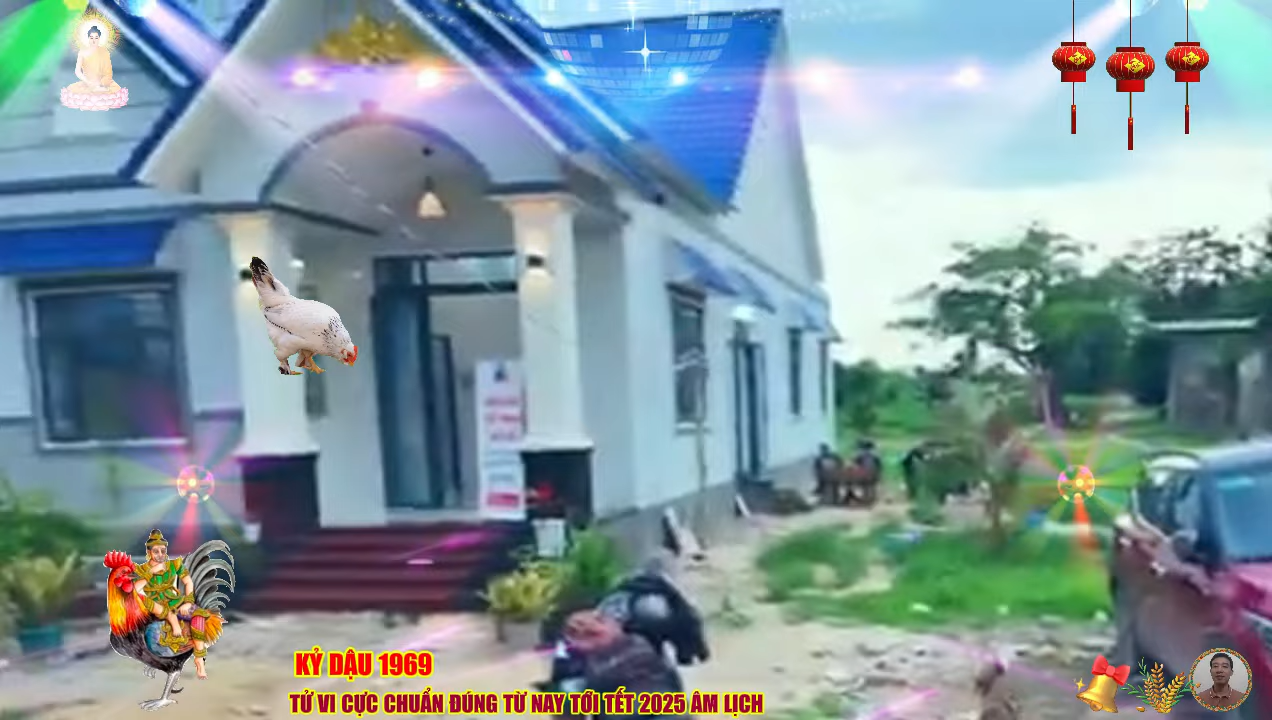 KỶ DẬU 1969
TỬ VI CỰC CHUẨN ĐÚNG TỪ NAY TỚI TẾT 2025 ÂM LỊCH